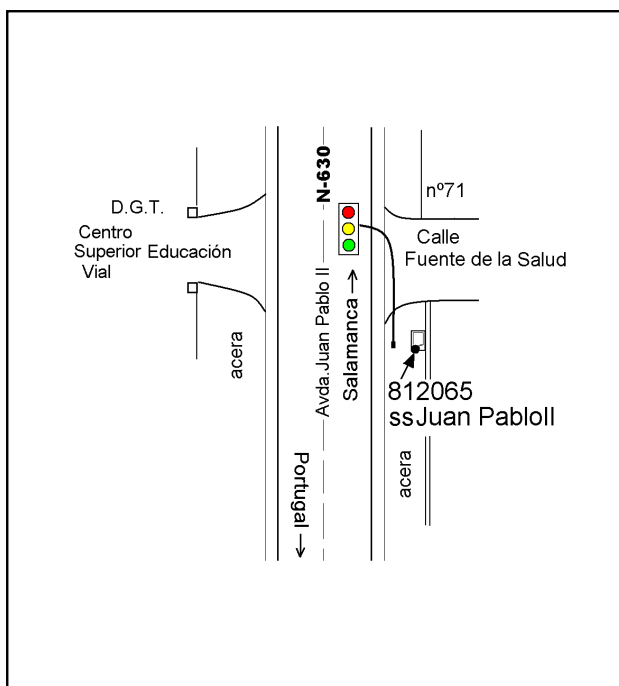 N-630
D.G.T.
Centro
Superior Educación
Vial
nº71
Calle
Fuente de la Salud
Avda.Juan Pablo II
Salamanca →
acera
812065
ssJuan PabloII
Portugal →
acera